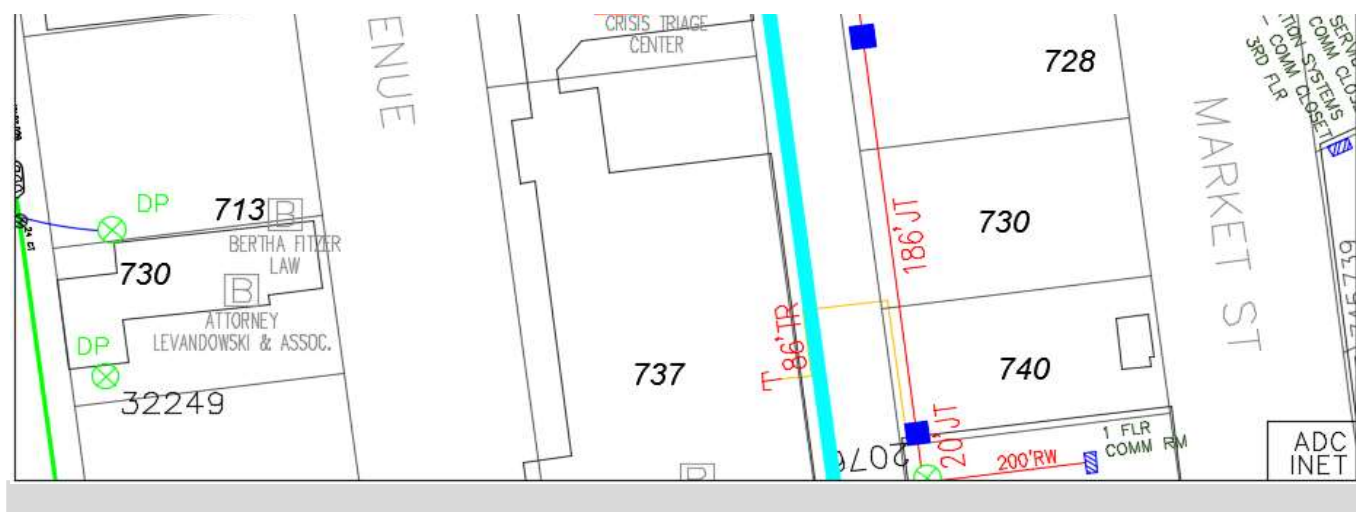 CRISIS TRIAGE
CENTER
ENUE
728
MARKET ST
COMM CLOSET
3RD FLR
DP
713
B
BERTHA FITZER
LAW
730
B
ATTORNEY
LEVANDOWSKI & ASSOC.
DP
32249
186'JT
730
86'TR
T
737
740
20'JT
2076
200'RW
1 FLR
COMM RM
ADC
INET